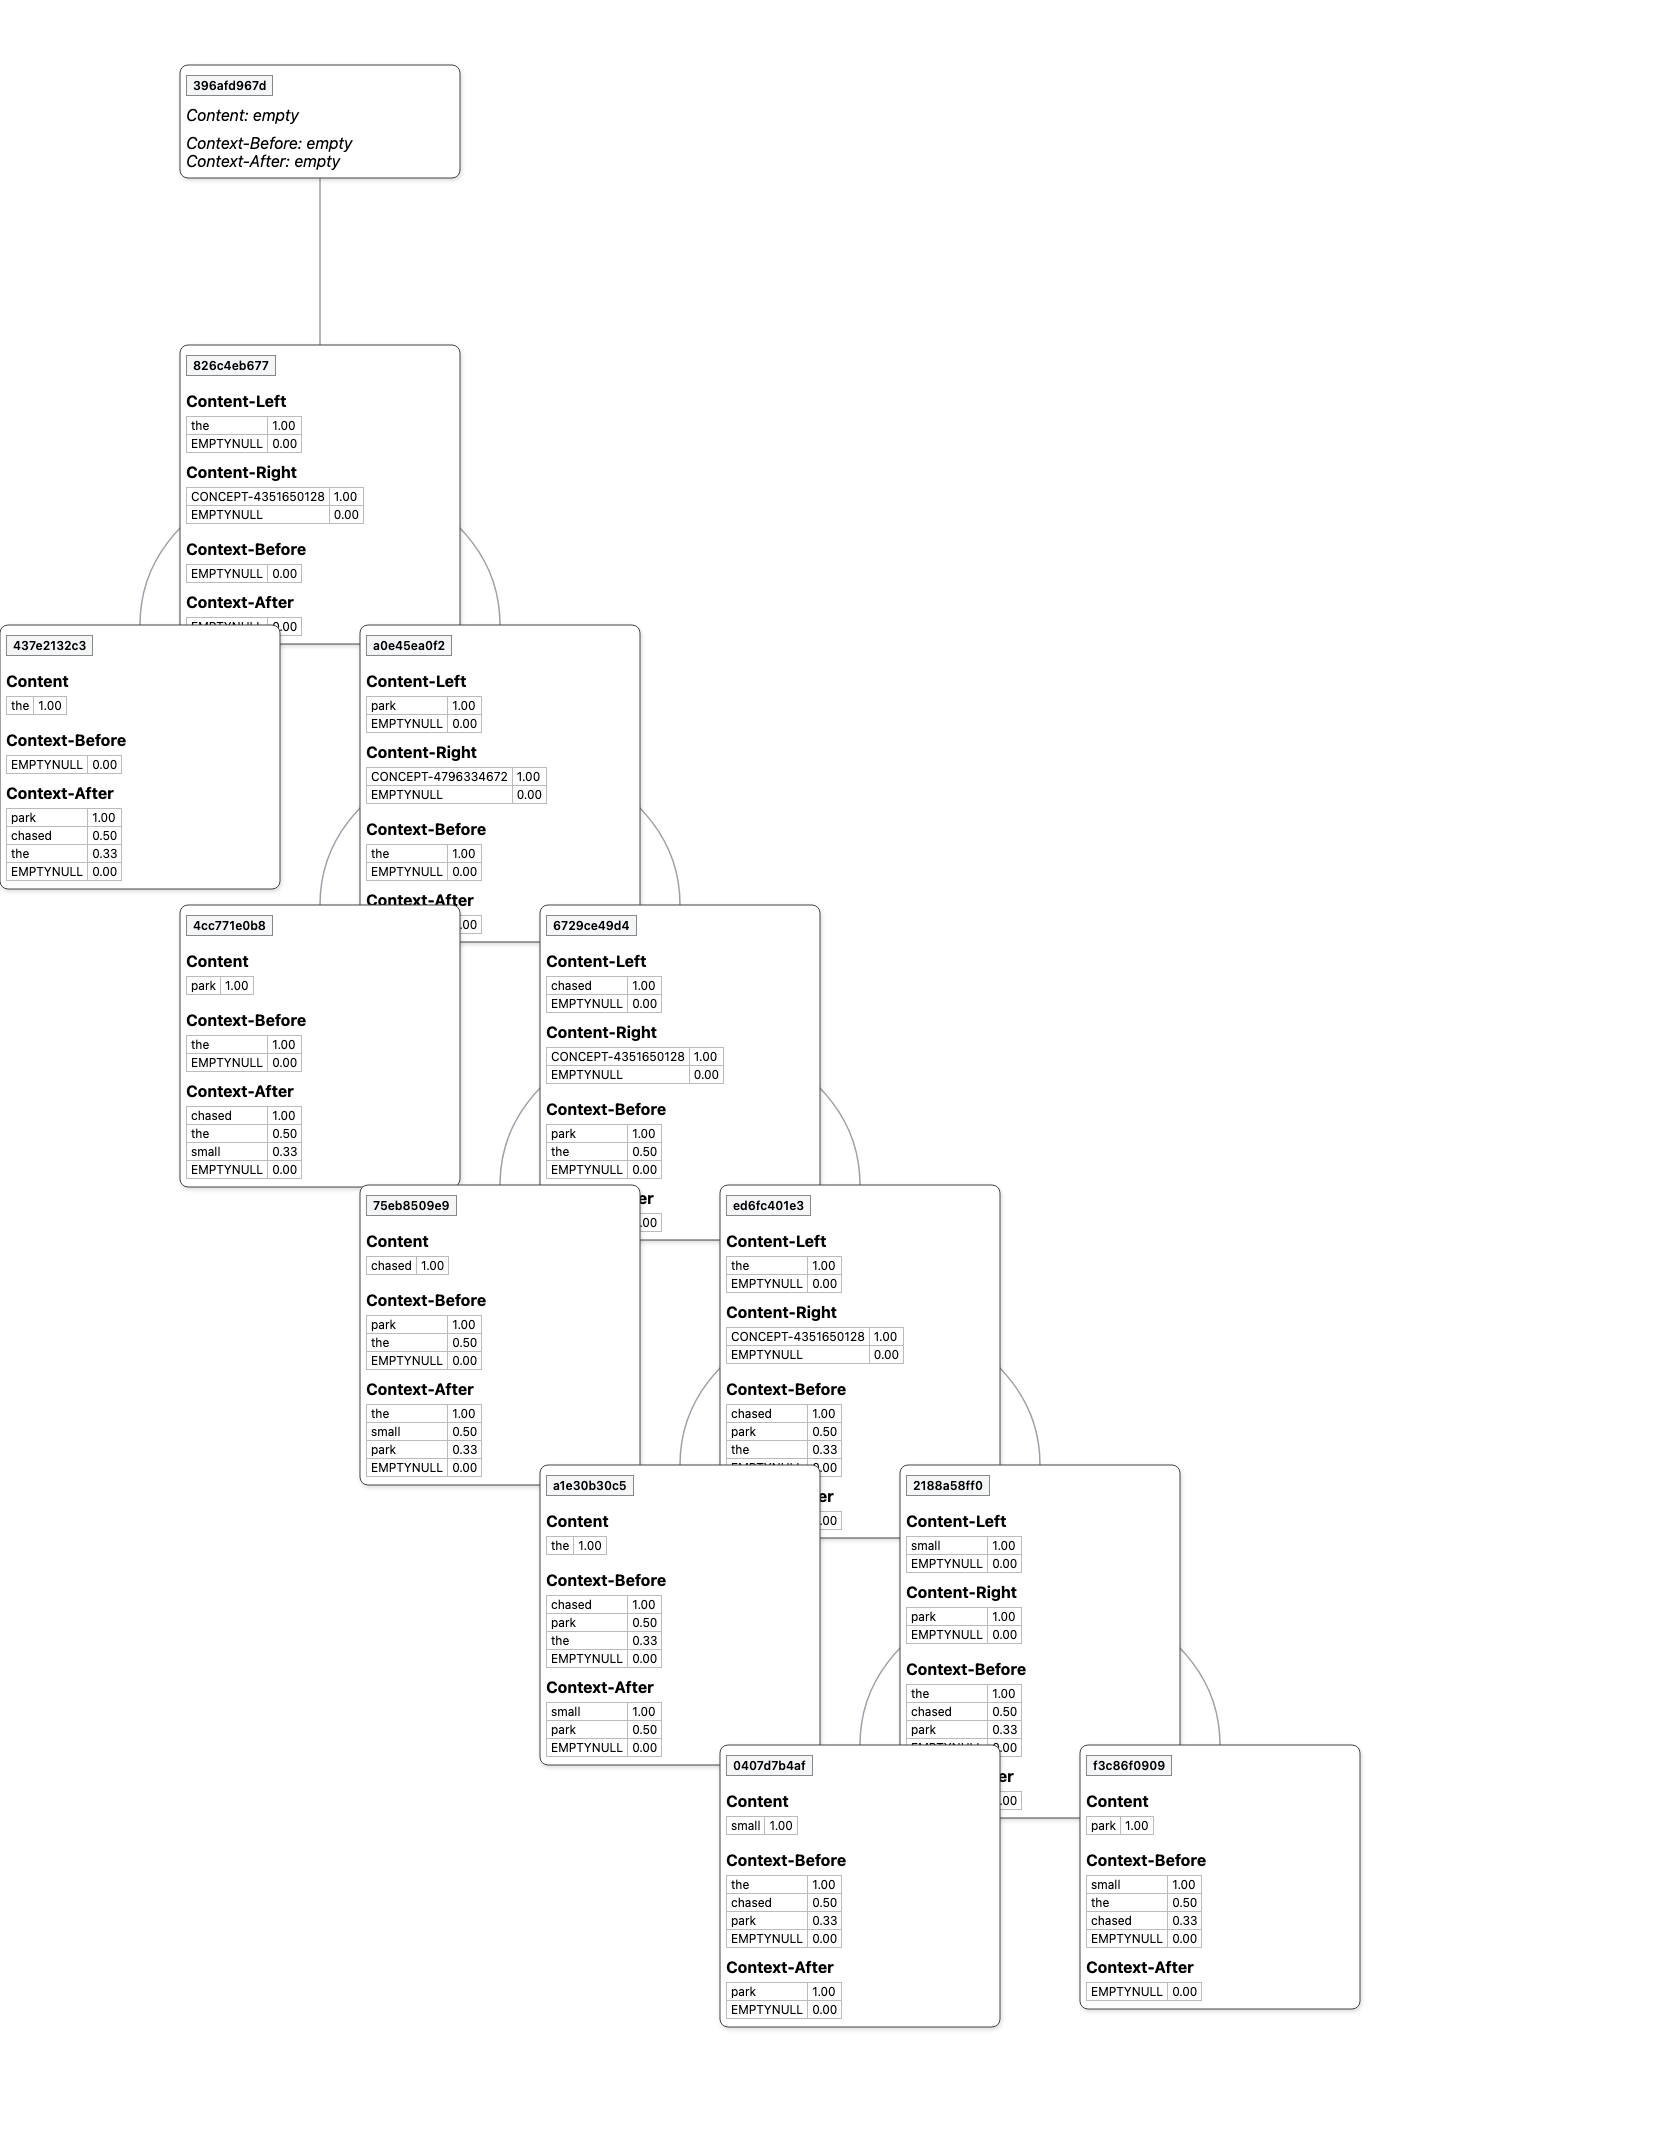 396afd967d
Content: empty
Context-Before: empty
Context-After: empty
826c4eb677
Content-Left
the 1.00
EMPTYNULL 0.00
Content-Right
CONCEPT-4351650128 1.00
EMPTYNULL 0.00
Context-Before
EMPTYNULL 0.00
Context-After
EMPTYNULL 0.00
437e2132c3
Content
the 1.00
Context-Before
EMPTYNULL 0.00
Context-After
park 1.00
chased 0.50
the 0.33
EMPTYNULL 0.00
a0e45ea0f2
Content-Left
park 1.00
EMPTYNULL 0.00
Content-Right
CONCEPT-4796334672 1.00
EMPTYNULL 0.00
Context-Before
the 1.00
EMPTYNULL 0.00
Context-After
.00
4cc771e0b8
Content
park 1.00
Context-Before
the 1.00
EMPTYNULL 0.00
Context-After
chased 1.00
the 0.50
small 0.33
EMPTYNULL 0.00
6729ce49d4
Content-Left
chased 1.00
EMPTYNULL 0.00
Content-Right
CONCEPT-4351650128 1.00
EMPTYNULL 0.00
Context-Before
park 1.00
the 0.50
EMPTYNULL 0.00
er
.00
75eb8509e9
Content
chased 1.00
Context-Before
park 1.00
the 0.50
EMPTYNULL 0.00
Context-After
the 1.00
small 0.50
park 0.33
EMPTYNULL 0.00
ed6fc401e3
Content-Left
the 1.00
EMPTYNULL 0.00
Content-Right
CONCEPT-4351650128 1.00
EMPTYNULL 0.00
Context-Before
chased 1.00
park 0.50
the 0.33
EMPTYNULL 0.00
er
.00
a1e30b30c5
Content
the 1.00
Context-Before
chased 1.00
park 0.50
the 0.33
EMPTYNULL 0.00
Context-After
small 1.00
park 0.50
EMPTYNULL 0.00
2188a58ff0
Content-Left
small 1.00
EMPTYNULL 0.00
Content-Right
park 1.00
EMPTYNULL 0.00
Context-Before
the 1.00
chased 0.50
park 0.33
EMPTYNULL 0.00
er
.00
0407d7b4af
Content
small 1.00
Context-Before
the 1.00
chased 0.50
park 0.33
EMPTYNULL 0.00
Context-After
park 1.00
EMPTYNULL 0.00
f3c86f0909
Content
park 1.00
Context-Before
small 1.00
the 0.50
chased 0.33
EMPTYNULL 0.00
Context-After
EMPTYNULL 0.00